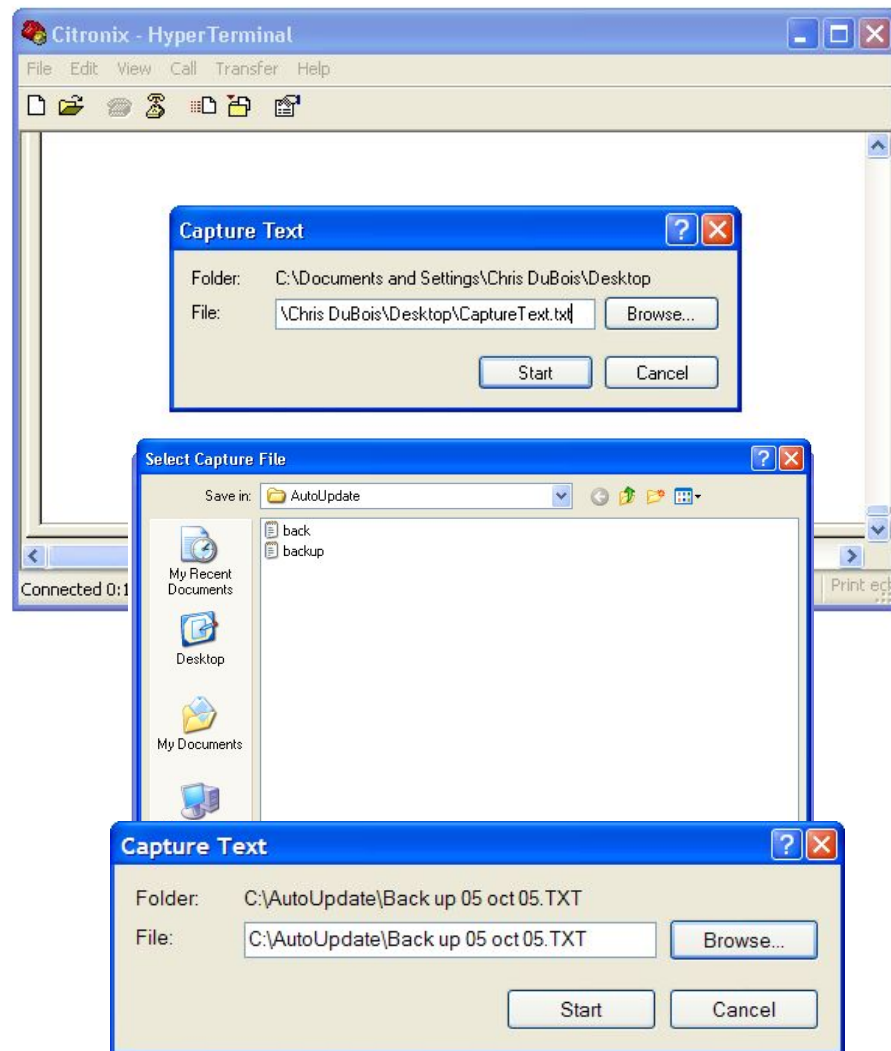 Citronix - HyperTerminal
File Edit View Call Transfer Help
Capture Text
Folder: C:\Documents and Settings\Chris DuBois\Desktop
File: \Chris DuBois\Desktop\CaptureText.txt Browse...
Start Cancel
Select Capture File
Save in: AutoUpdate
back
backup
My Recent
Documents
Connected 0:1
Print ech
Desktop
My Documents
Capture Text
Folder: C:\AutoUpdate\Back up 05 oct 05.TXT
File: C:\AutoUpdate\Back up 05 oct 05.TXT Browse...
Start Cancel